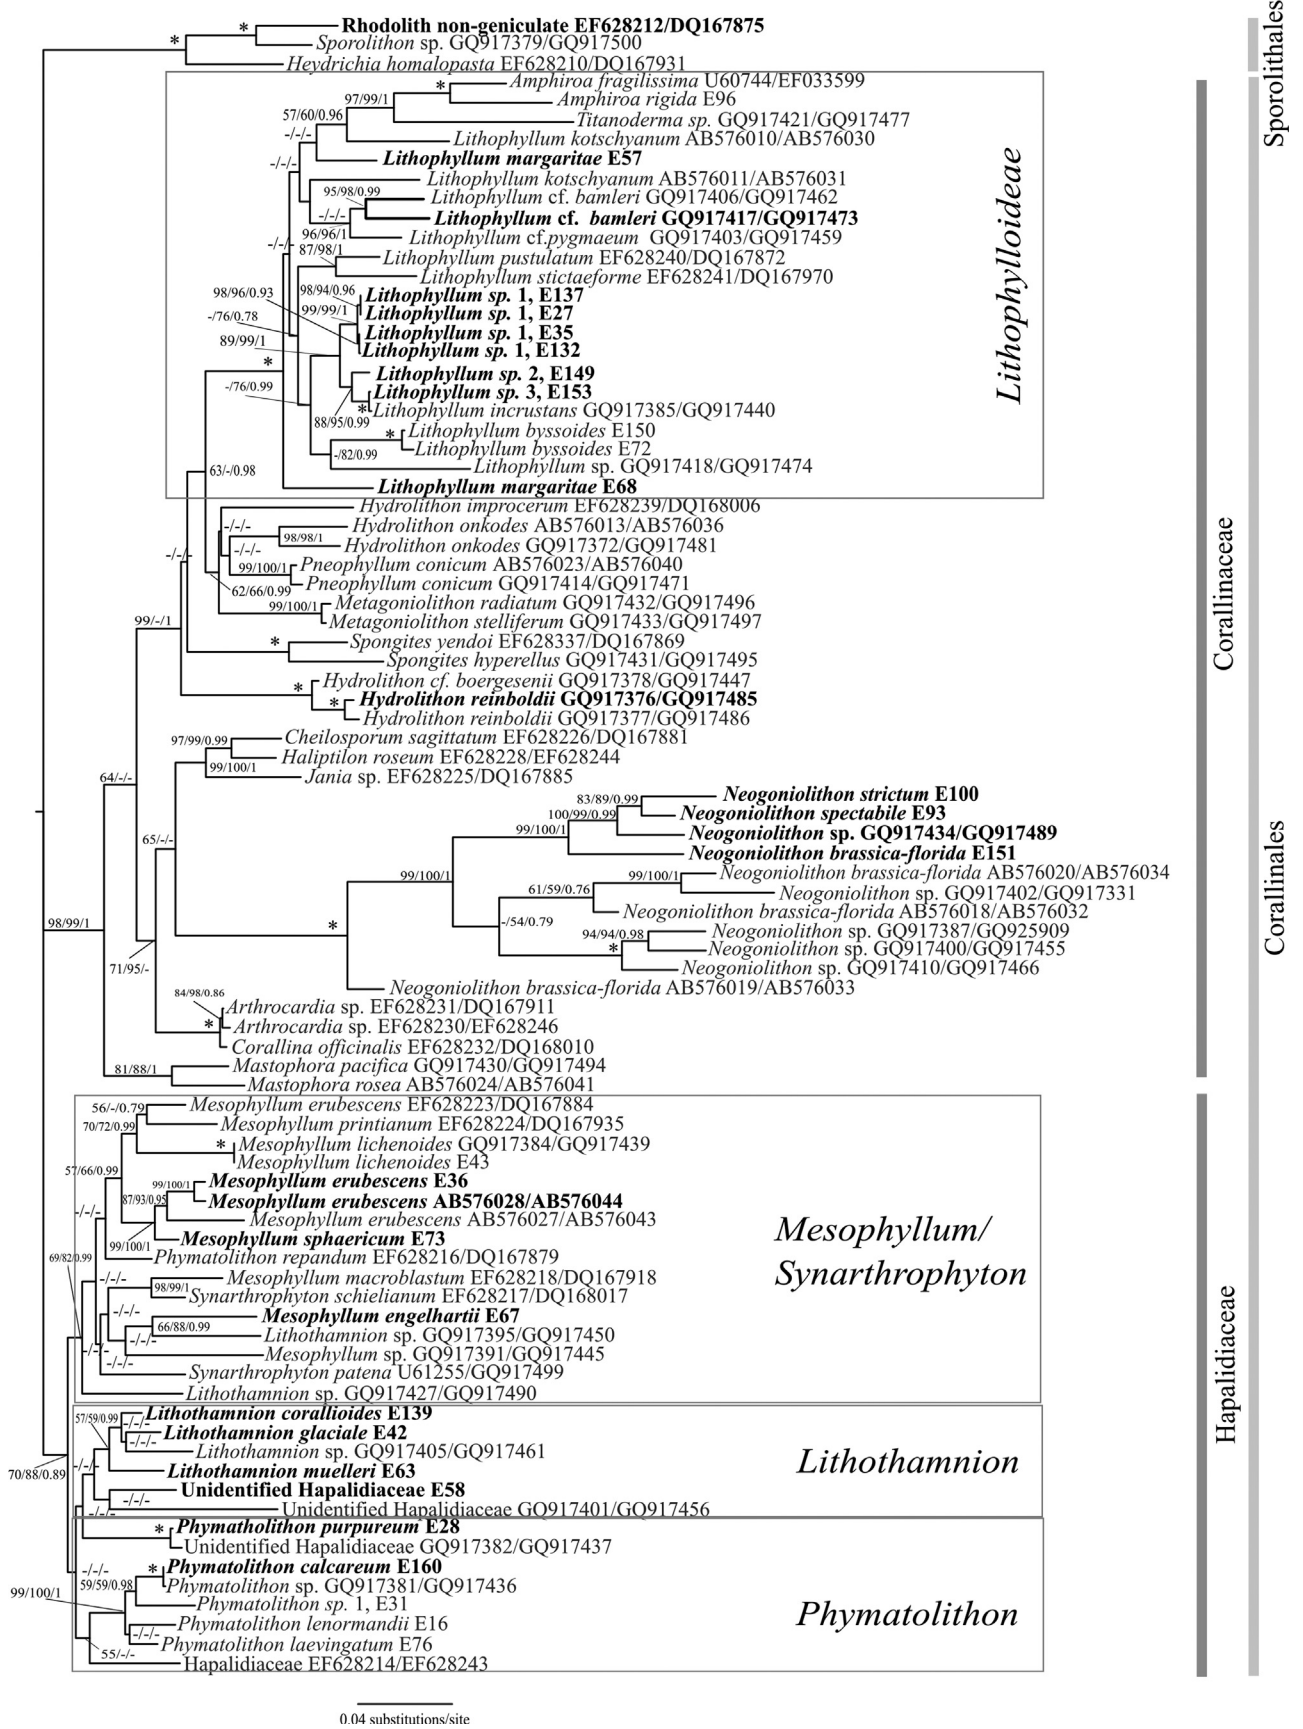 *
*
Rhodolith non-geniculate EF628212/DQ167875
Sporolithon sp. GQ917379/GQ917500
Heydrichia homalopasta EF628210/DQ167931
Sporolithales
*
Amphiroa fragilissima U60744/EF033599
97/99/1
Amphiroa rigida E96
57/60/0.96
Titanoderma sp. GQ917421/GQ917477
-/-/-
Lithophyllum kotschyanum AB576010/AB576030
-/-/-
Lithophyllum margaritae E57
Lithophyllum kotschyanum AB576011/AB576031
95/98/0.99
Lithophyllum cf. bamleri GQ917406/GQ917462
-/-/-
Lithophyllum cf. bamleri GQ917417/GQ917473
96/96/1
Lithophyllum cf.pygmaeum GQ917403/GQ917459
-/-/-
87/98/1
Lithophyllum pustulatum EF628240/DQ167872
Lithophyllum stictaeforme EF628241/DQ167970
98/96/0.93
98/94/0.96
Lithophyllum sp. 1, E137
99/99/1
Lithophyllum sp. 1, E27
-/76/0.78
Lithophyllum sp. 1, E35
89/99/1
Lithophyllum sp. 1, E132
*
Lithophyllum sp. 2, E149
-/76/0.99
Lithophyllum sp. 3, E153
*
Lithophyllum incrustans GQ917385/GQ917440
88/95/0.99
*
Lithophyllum byssoides E150
Lithophyllum byssoides E72
-/82/0.99
Lithophyllum sp. GQ917418/GQ917474
63/-/0.98
Lithophyllum margaritae E68
Lithophylloideae
Hydrolithon improcerum EF628239/DQ168006
-/-/-
Hydrolithon onkodes AB576013/AB576036
98/98/1
-/-/-
Hydrolithon onkodes GQ917372/GQ917481
-/-/-
99/100/1
Pneophyllum conicum AB576023/AB576040
Pneophyllum conicum GQ917414/GQ917471
62/66/0.99
99/100/1
Metagoniolithon radiatum GQ917432/GQ917496
99/-/1
Metagoniolithon stelliferum GQ917433/GQ917497
*
Spongites yendoi EF628337/DQ167869
Spongites hyperellus GQ917431/GQ917495
*
Hydrolithon cf. boergesenii GQ917378/GQ917447
*
Hydrolithon reinboldii GQ917376/GQ917485
Hydrolithon reinboldii GQ917377/GQ917486
97/99/0.99
Cheilosporum sagittatum EF628226/DQ167881
Haliptilon roseum EF628228/EF628244
99/100/1
Jania sp. EF628225/DQ167885
64/-/-
83/89/0.99
Neogoniolithon strictum E100
100/99/0.99
Neogoniolithon spectabile E93
99/100/1
Neogoniolithon sp. GQ917434/GQ917489
65/-/-
Neogoniolithon brassica-florida E151
99/100/1
99/100/1
Neogoniolithon brassica-florida AB576020/AB576034
61/59/0.76
Neogoniolithon sp. GQ917402/GQ917331
Neogoniolithon brassica-florida AB576018/AB576032
*
-/54/0.79
98/99/1
94/94/0.98
Neogoniolithon sp. GQ917387/GQ925909
*
Neogoniolithon sp. GQ917400/GQ917455
71/95/-
Neogoniolithon sp. GQ917410/GQ917466
Neogoniolithon brassica-florida AB576019/AB576033
84/98/0.86
Arthrocardia sp. EF628231/DQ167911
*
Arthrocardia sp. EF628230/EF628246
Corallina officinalis EF628232/DQ168010
81/88/1
Mastophora pacifica GQ917430/GQ917494
Mastophora rosea AB576024/AB576041
Corallinaceae
Corallinales
56/-/0.79
Mesophyllum erubescens EF628223/DQ167884
70/72/0.99
Mesophyllum printianum EF628224/DQ167935
*
Mesophyllum lichenoides GQ917384/GQ917439
Mesophyllum lichenoides E43
57/66/0.99
99/100/1
Mesophyllum erubescens E36
87/93/0.95
Mesophyllum erubescens AB576028/AB576044
-/-/-
Mesophyllum erubescens AB576027/AB576043
99/100/1
Mesophyllum sphaericum E73
69/82/0.99
Phymatolithon repandum EF628216/DQ167879
-/-/-
98/99/1
Mesophyllum macroblastum EF628218/DQ167918
Synarthrophyton schielianum EF628217/DQ168017
-/-/-
Mesophyllum engelhartii E67
66/88/0.99
-/-/-
Lithothamnion sp. GQ917395/GQ917450
-/-/-
Mesophyllum sp. GQ917391/GQ917445
-/-/-
Synarthrophyton patena U61255/GQ917499
Lithothamnion sp. GQ917427/GQ917490
Mesophyllum/
Synarthrophyton
Hapalidiaceae
57/59/0.99
Lithothamnion corallioides E139
-/-/-
Lithothamnion glaciale E42
-/-/-
Lithothamnion sp. GQ917405/GQ917461
Lithothamnion
70/88/0.89
-/-/-
Lithothamnion muelleri E63
Unidentified Hapalidiaceae E58
-/-/-
-/-/-
Unidentified Hapalidiaceae GQ917401/GQ917456
*
Phymatholithon purpureum E28
Unidentified Hapalidiaceae GQ917382/GQ917437
-/-/-
*
Phymatolithon calcareum E160
99/100/1
59/59/0.98
Phymatolithon sp. GQ917381/GQ917436
Phymatolithon sp. 1, E31
Phymatolithon
Phymatolithon lenormandii E16
-/-/-
Phymatolithon laevingatum E76
55/-/-
Hapalidiaceae EF628214/EF628243
0.04 substitutions/site